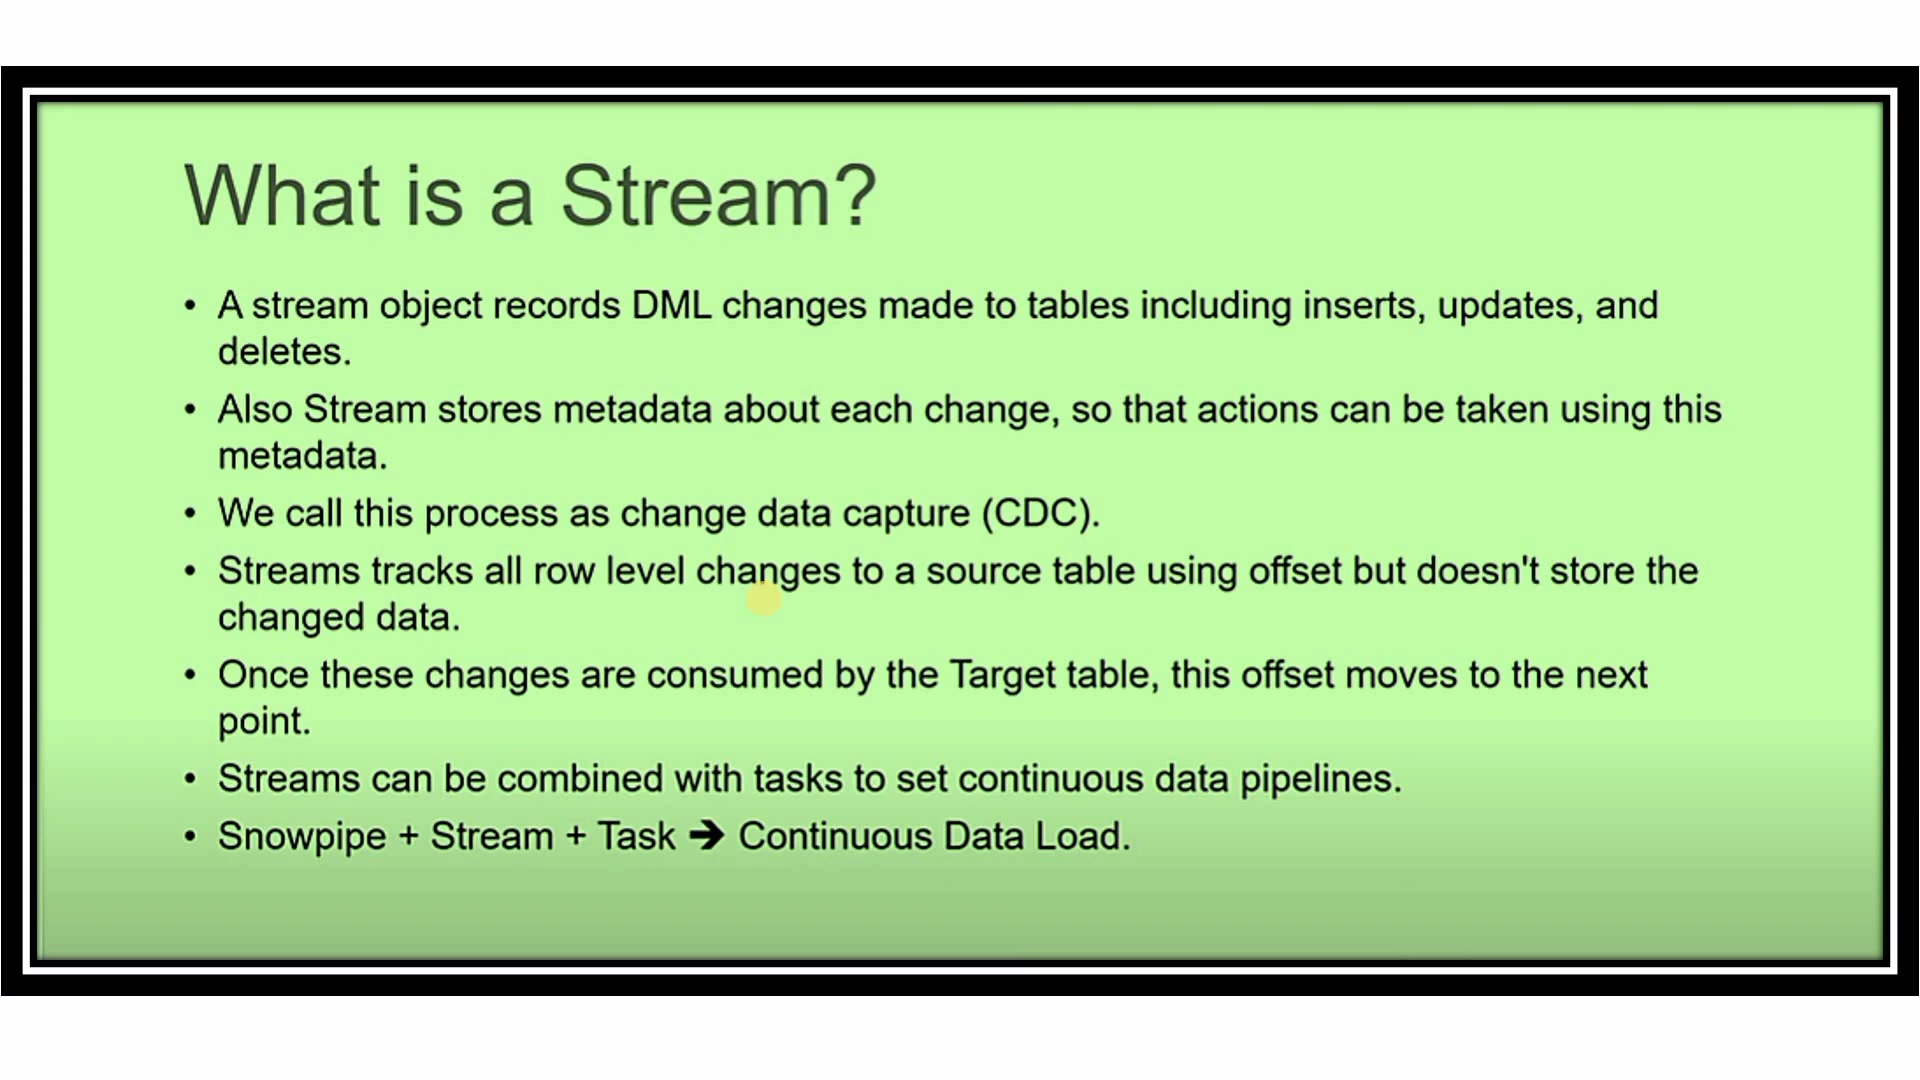 What is a Stream?
• A stream object records DML changes made to tables including inserts, updates, and
deletes.
• Also Stream stores metadata about each change, so that actions can be taken using this
metadata.
• We call this process as change data capture (CDC).
• Streams tracks all row level changes to a source table using offset but doesn't store the
changed data.
• Once these changes are consumed by the Target table, this offset moves to the next
point.
• Streams can be combined with tasks to set continuous data pipelines.
• Snowpipe + Stream + Task ➔ Continuous Data Load.